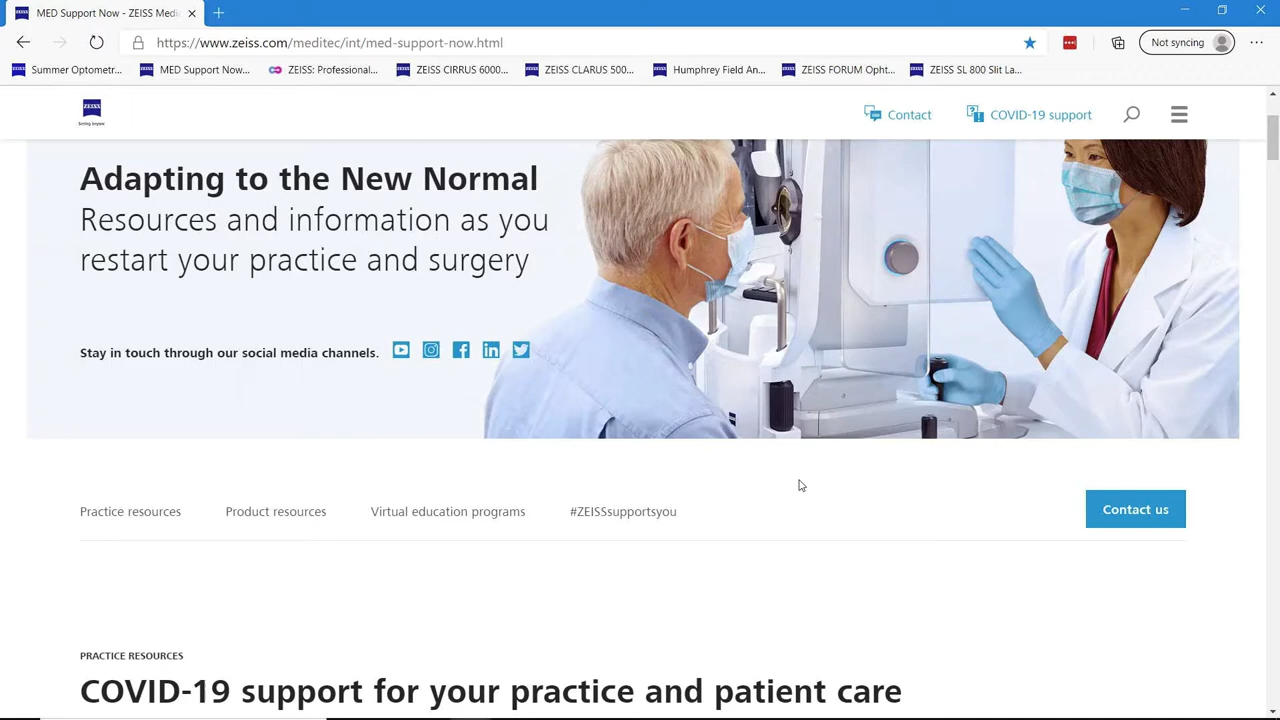 MED Support Now - ZEISS Medi
https://www.zeiss.com/meditec/int/med-support-now.html
Not syncing
Summer Optometr...
MED Support Now...
ZEISS: Professional...
ZEISS CIRRUS 6000...
ZEISS CLARUS 500...
Humphrey Field An...
ZEISS FORUM Opht...
ZEISS SL 800 Slit La...
ZEISS
Seeing beyond
Contact
COVID-19 support
Adapting to the New Normal
Resources and information as you
restart your practice and surgery
Stay in touch through our social media channels.
Practice resources
Product resources
Virtual education programs
#ZEISSsupportsyou
Contact us
PRACTICE RESOURCES
COVID-19 support for your practice and patient care